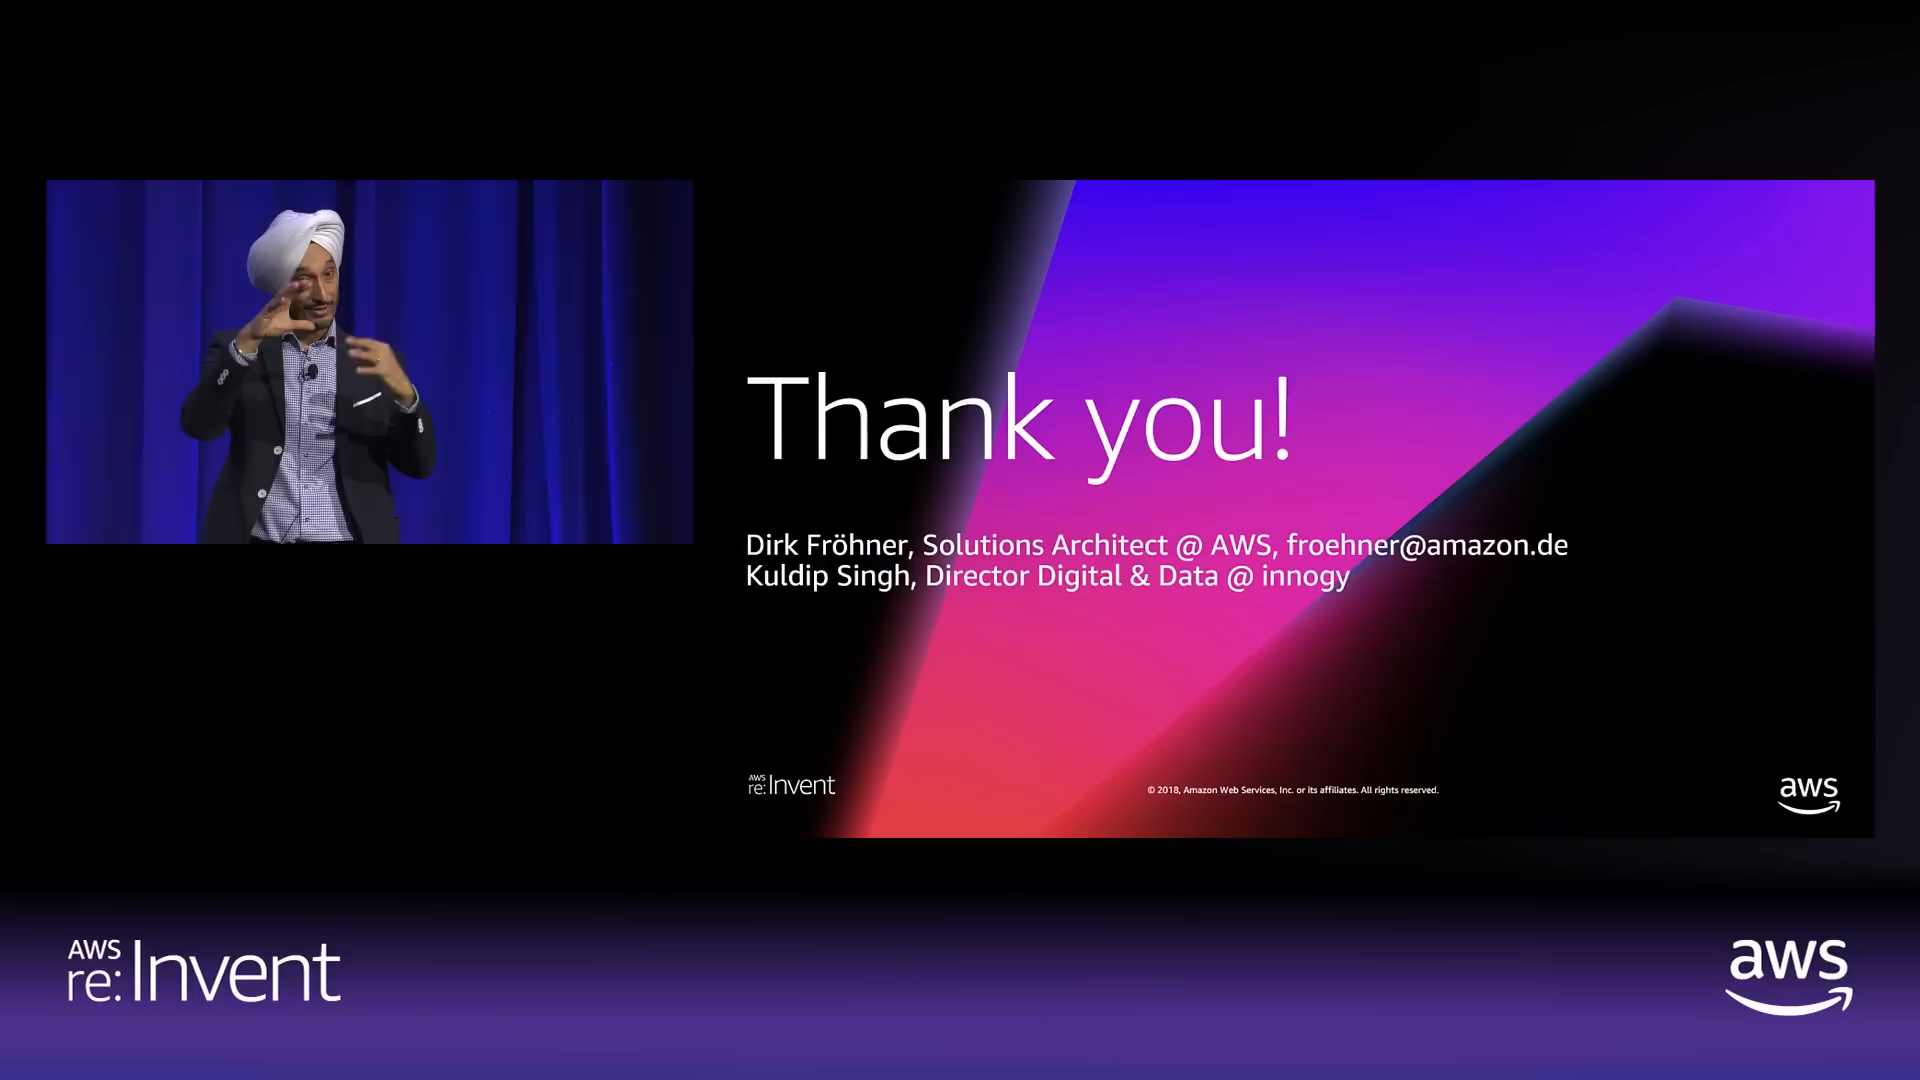 Thank you!
Dirk Fröhner, Solutions Architect @ AWS, froehner@amazon.de
Kuldip Singh, Director Digital & Data @ innogy
AWS
re:Invent
© 2018, Amazon Web Services, Inc. or its affiliates. All rights reserved.
aws
AWS
re:Invent
aws